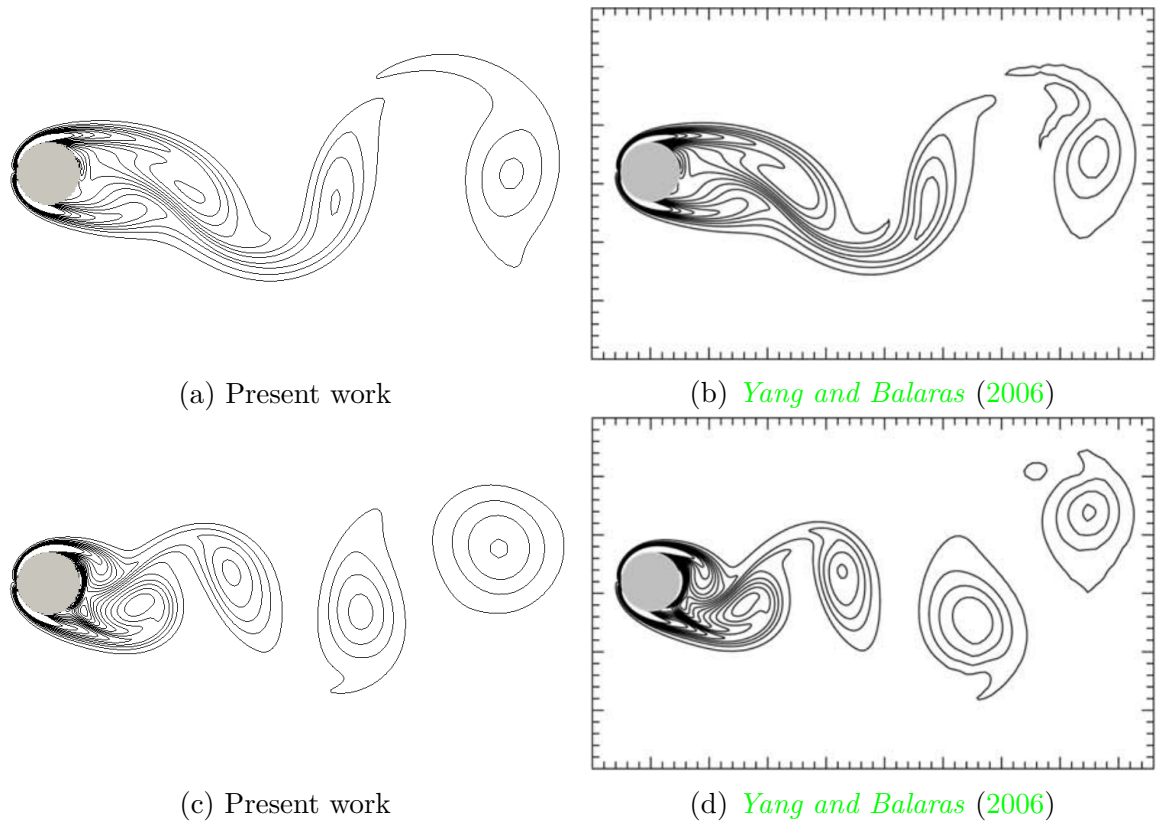 (a) Present work
(b) Yang and Balaras (2006)
(c) Present work
(d) Yang and Balaras (2006)